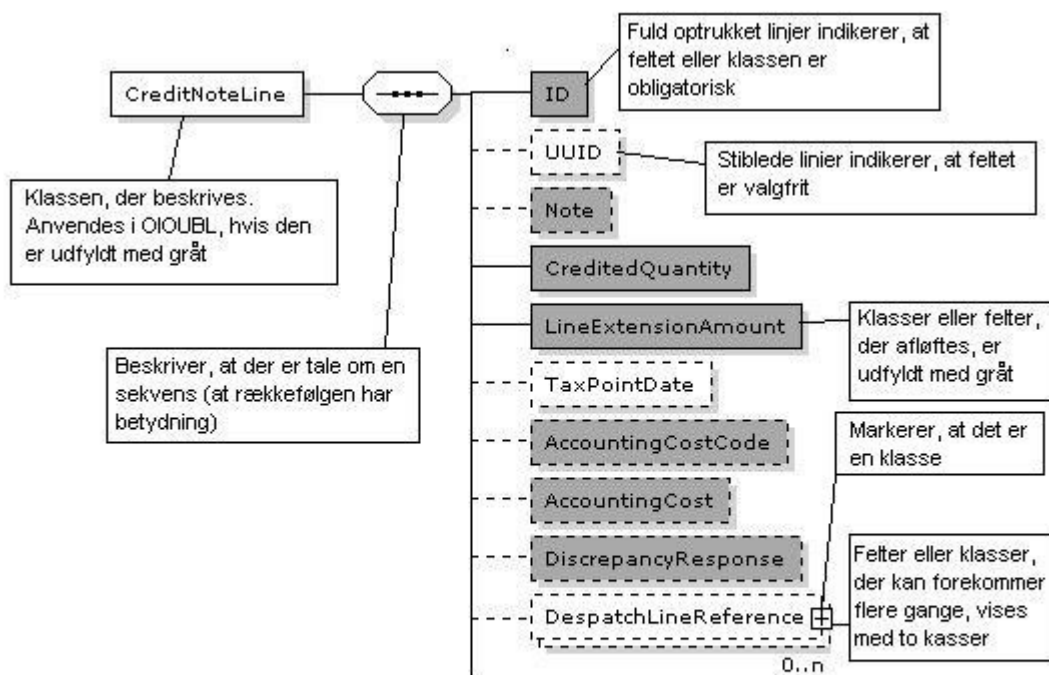 Fuld optrukket linjer indikerer, at
feltet eller klassen er
obligatorisk
CreditNoteLine
ID
UUID
Stiblede linier indikerer, at feltet
er valgfrit
Klassen, der beskrives.
Anvendes i OIOUBL, hvis den
er udfyldt med gråt
Note
CreditedQuantity
LineExtensionAmount
Klasser eller felter,
der afløftes, er
udfyldt med gråt
Beskriver, at der er tale om en
sekvens (at rækkefølgen har
betydning)
TaxPointDate
AccountingCostCode
Markerer, at det er
en klasse
AccountingCost
DiscrepancyResponse
Felter eller klasser,
der kan forekommer
flere gange, vises
med to kasser
DespatchLineReference
0..n